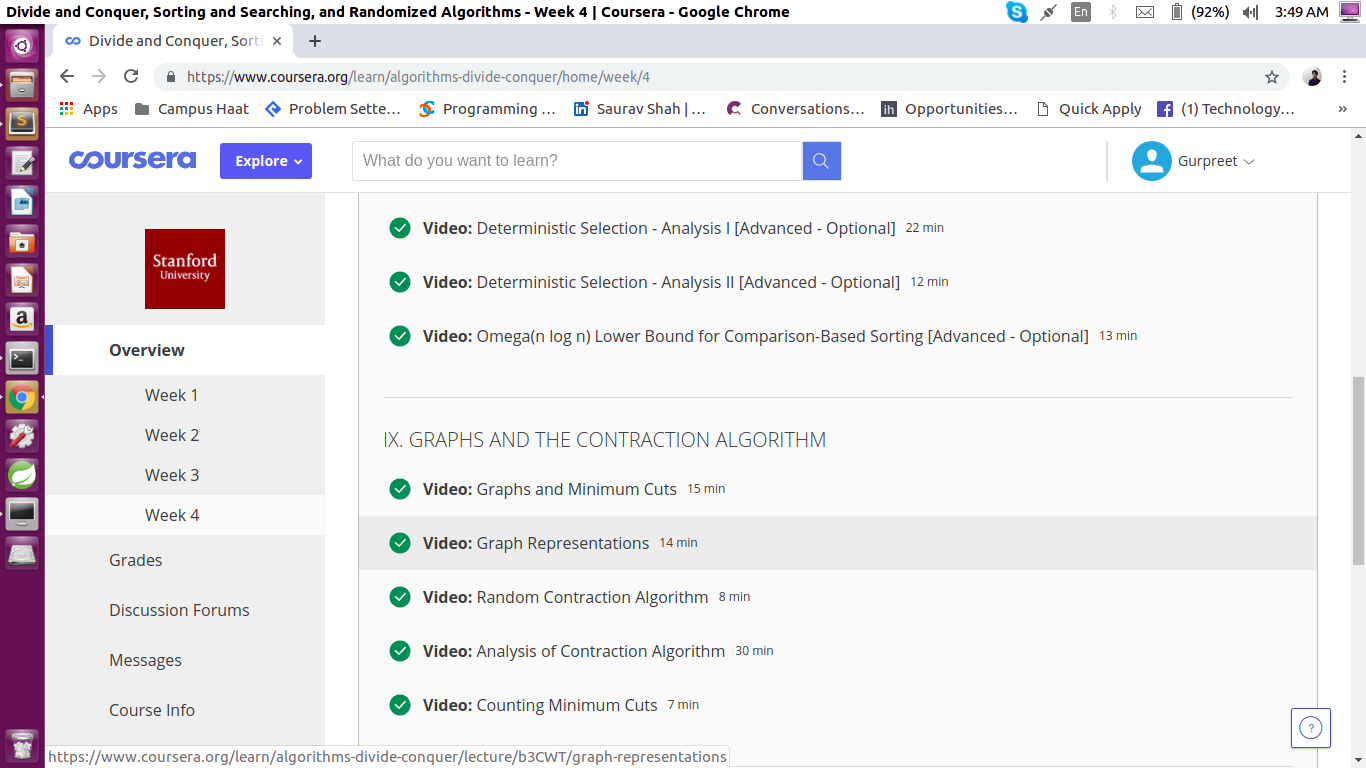 Divide and Conquer, Sorting and Searching, and Randomized Algorithms - Week 4 | Coursera - Google Chrome
En
(92%)
3:49 AM
Divide and Conquer, Sorti
https://www.coursera.org/learn/algorithms-divide-conquer/home/week/4
Apps
Campus Haat
Problem Sette...
Programming ...
Saurav Shah | ...
Conversations...
ih
Opportunities...
Quick Apply
(1) Technology...
»
coursera
Explore
What do you want to learn?
Gurpreet
Stanford
University
Overview
Week 1
Week 2
Week 3
Week 4
Grades
Discussion Forums
Messages
Course Info
Video: Deterministic Selection - Analysis I [Advanced - Optional] 22 min
Video: Deterministic Selection - Analysis II [Advanced - Optional] 12 min
Video: Omega(n log n) Lower Bound for Comparison-Based Sorting [Advanced - Optional] 13 min
IX. GRAPHS AND THE CONTRACTION ALGORITHM
Video: Graphs and Minimum Cuts 15 min
Video: Graph Representations 14 min
Video: Random Contraction Algorithm 8 min
Video: Analysis of Contraction Algorithm 30 min
Video: Counting Minimum Cuts 7 min
?
https://www.coursera.org/learn/algorithms-divide-conquer/lecture/b3CWT/graph-representations